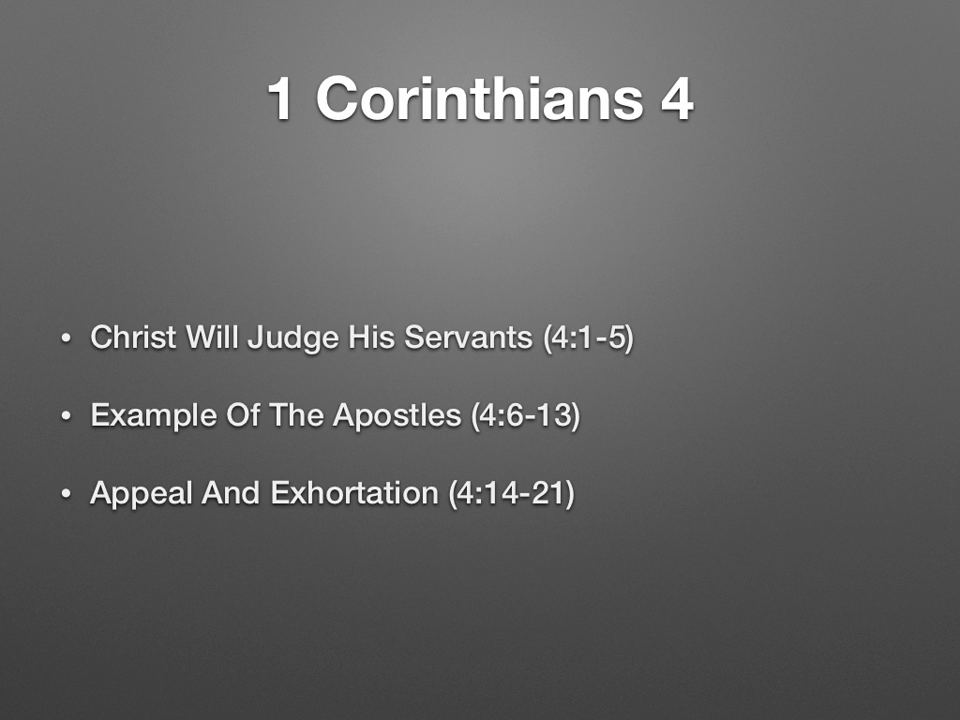 1 Corinthians 4
• Christ Will Judge His Servants (4:1-5)
• Example Of The Apostles (4:6-13)
• Appeal And Exhortation (4:14-21)